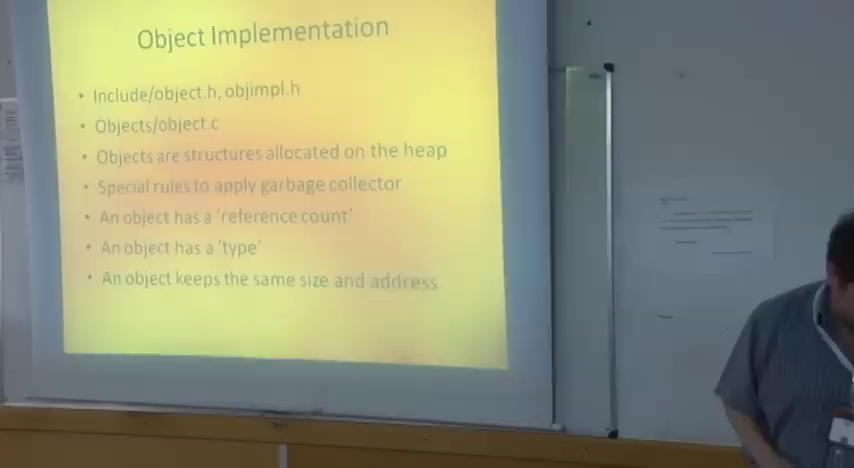 Object Implementation
• Include/object.h, objimpl.h
• Objects/object.c
• Objects are structures allocated on the heap
• Special rules to apply garbage collector
• An object has a 'reference count'
• An object has a 'type'
• An object keeps the same size and address